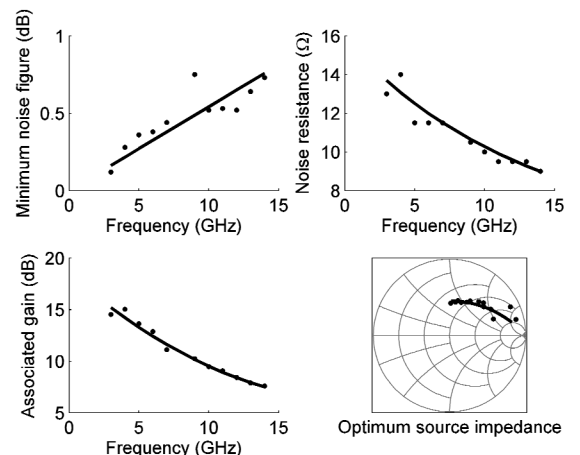 Minimum noise figure (dB)
1
0.5
0
0 5 10 15
Frequency (GHz)
Noise resistance (Ω)
16
14
12
10
8
0 5 10 15
Frequency (GHz)
Associated gain (dB)
20
15
10
5
0 5 10 15
Frequency (GHz)
Optimum source impedance